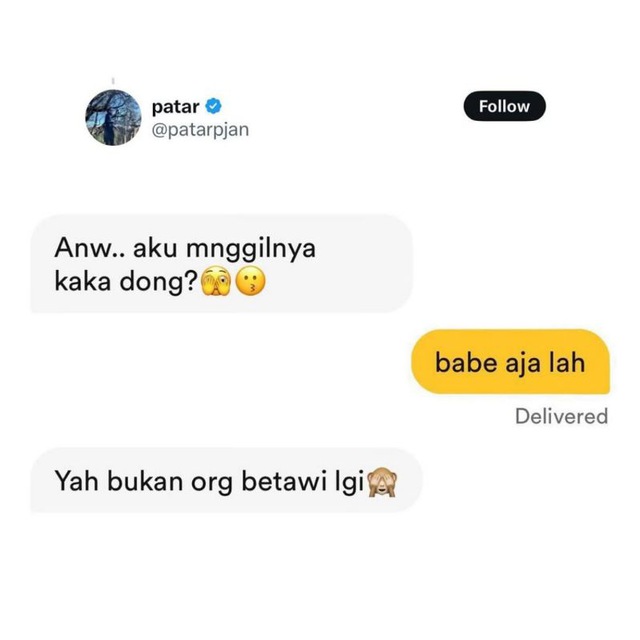 patar
@patarpjan
Follow
Anw.. aku mnggilnya
kaka dong?🫣😗
babe aja lah
Delivered
Yah bukan org betawi lgi🙈